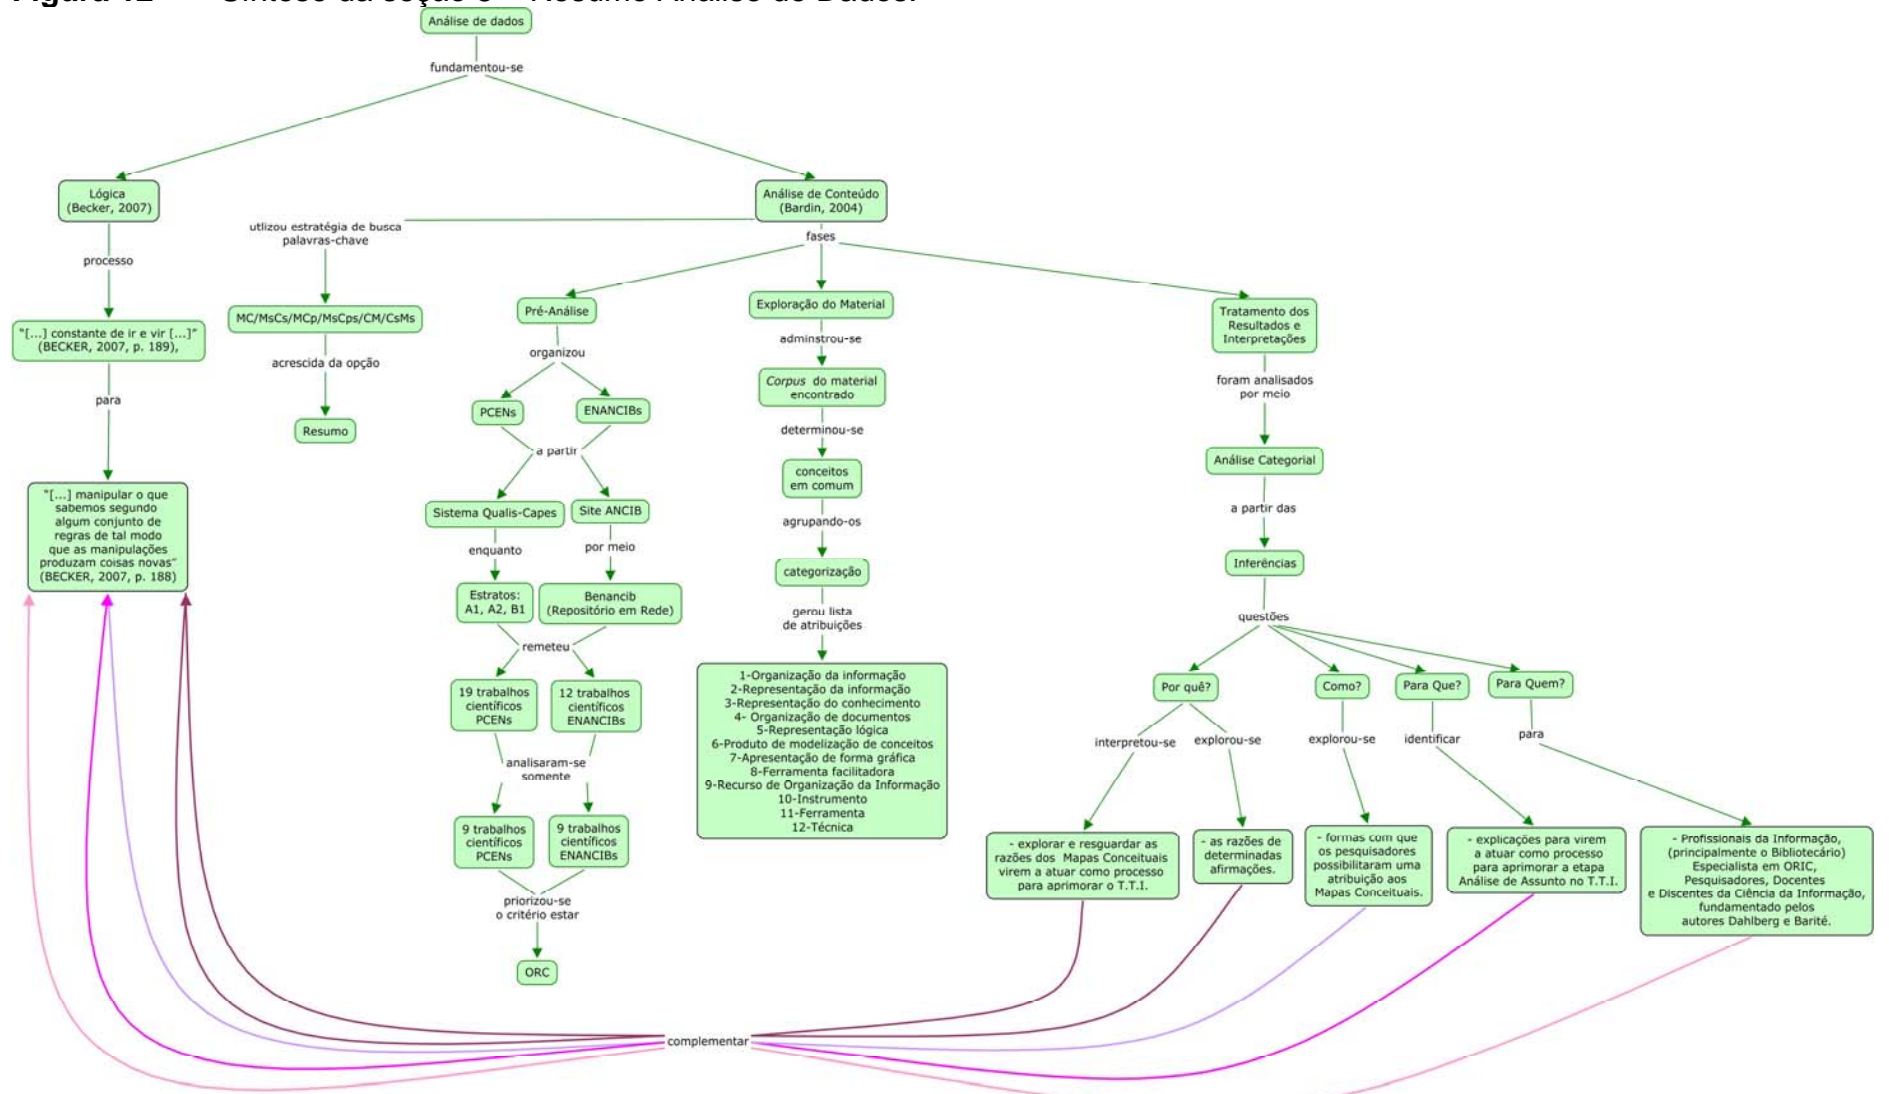 Figura 12 Síntese da seção Resumo Análise de Dados.
Análise de dados
fundamentou-se
Lógica
(Becker, 2007)
processo
"[...] constante de ir e vir [...]"
(BECKER, 2007, p. 189),
para
"[...] manipular o que
sabemos segundo
algum conjunto de
regras de tal modo
que as manipulações
produzam coisas novas"
(BECKER, 2007, p. 188)
Análise de Conteúdo
(Bardin, 2004)
utlizou estratégia de busca
palavras-chave
MC/MsCs/MCp/MsCps/CM/CsMs
acrescida da opção
Resumo
fases
Pré-Análise
organizou
PCENs
ENANCIBs
a partir
Sistema Qualis-Capes
Site ANCIB
enquanto
por meio
Estratos:
A1, A2, B1
Benancib
(Repositório em Rede)
remeteu
19 trabalhos
científicos
PCENs
12 trabalhos
científicos
ENANCIBs
analisaram-se
somente
9 trabalhos
científicos
PCENs
9 trabalhos
científicos
ENANCIBs
priorizou-se
o critério estar
ORC
Exploração do Material
adminstrou-se
Corpus do material
encontrado
determinou-se
conceitos
em comum
agrupando-os
categorização
gerou lista
de atribuições
1-Organização da informação
2-Representação da informação
3-Representação do conhecimento
4- Organização de documentos
5-Representação lógica
6-Produto de modelização de conceitos
7-Apresentação de forma gráfica
8-Ferramenta facilitadora
9-Recurso de Organização da Informação
10-Instrumento
11-Ferramenta
12-Técnica
Tratamento dos
Resultados e
Interpretações
foram analisados
por meio
Análise Categorial
a partir das
Inferências
questões
Por quê?
Como?
Para Que?
Para Quem?
interpretou-se
explorou-se
explorou-se
identificar
para
- explorar e resguardar as
razões dos Mapas Conceituais
virem a atuar como processo
para aprimorar o T.T.I.
- as razões de
determinadas
afirmações.
- formas com que
os pesquisadores
possibilitaram uma
atribuição aos
Mapas Conceituais.
- explicações para virem
a atuar como processo
para aprimorar a etapa
Análise de Assunto no T.T.I.
- Profissionais da Informação,
(principalmente o Bibliotecário)
Especialista em ORIC,
Pesquisadores, Docentes
e Discentes da Ciência da Informação,
fundamentado pelos
autores Dahlberg e Barité.
complementar